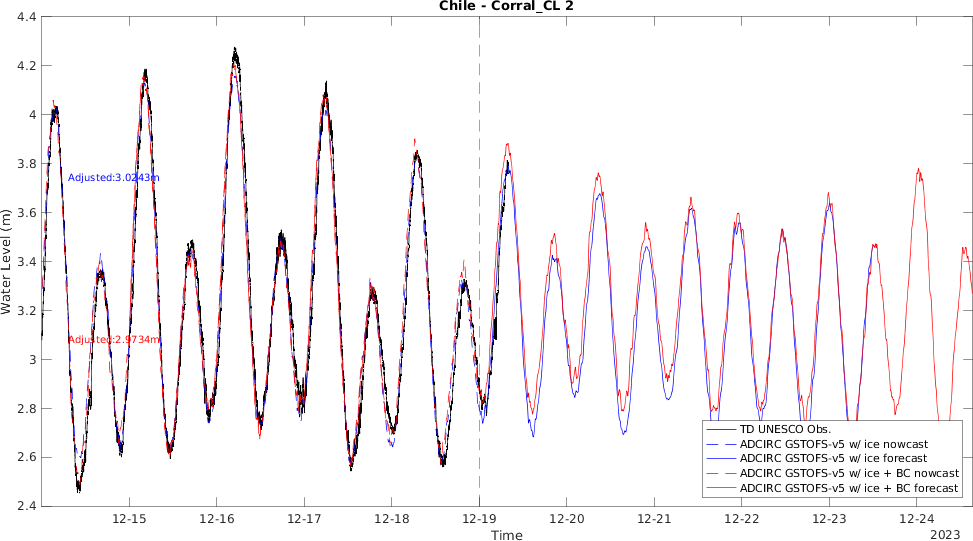 Chile - Corral_CL 2
4.4
4.2
4
3.8
3.6
3.4
3.2
3
2.8
2.6
2.4
Water Level (m)
Adjusted:3.0243m
Adjusted:2.9734m
TD UNESCO Obs.
ADCIRC GSTOFS-v5 w/ ice nowcast
ADCIRC GSTOFS-v5 w/ ice forecast
ADCIRC GSTOFS-v5 w/ ice + BC nowcast
ADCIRC GSTOFS-v5 w/ ice + BC forecast
12-15 12-16 12-17 12-18 12-19 12-20 12-21 12-22 12-23 12-24
Time
2023